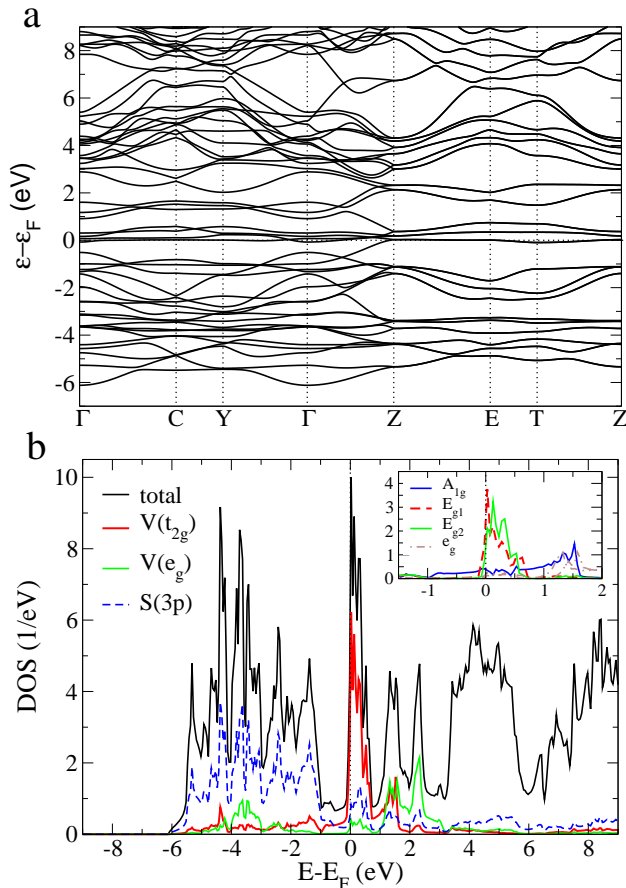 a
8
6
4
2
0
-2
-4
-6
ε-ε_F (eV)
Γ C Y Γ Z E T Z
b
10
8
6
4
2
0
DOS (1/eV)
total
V(t_2g)
V(e_g)
S(3p)
4
3
2
1
0
A_1g
E_g1
E_g2
e_g
-1 0 1 2
-8 -6 -4 -2 0 2 4 6 8
E-E_F (eV)